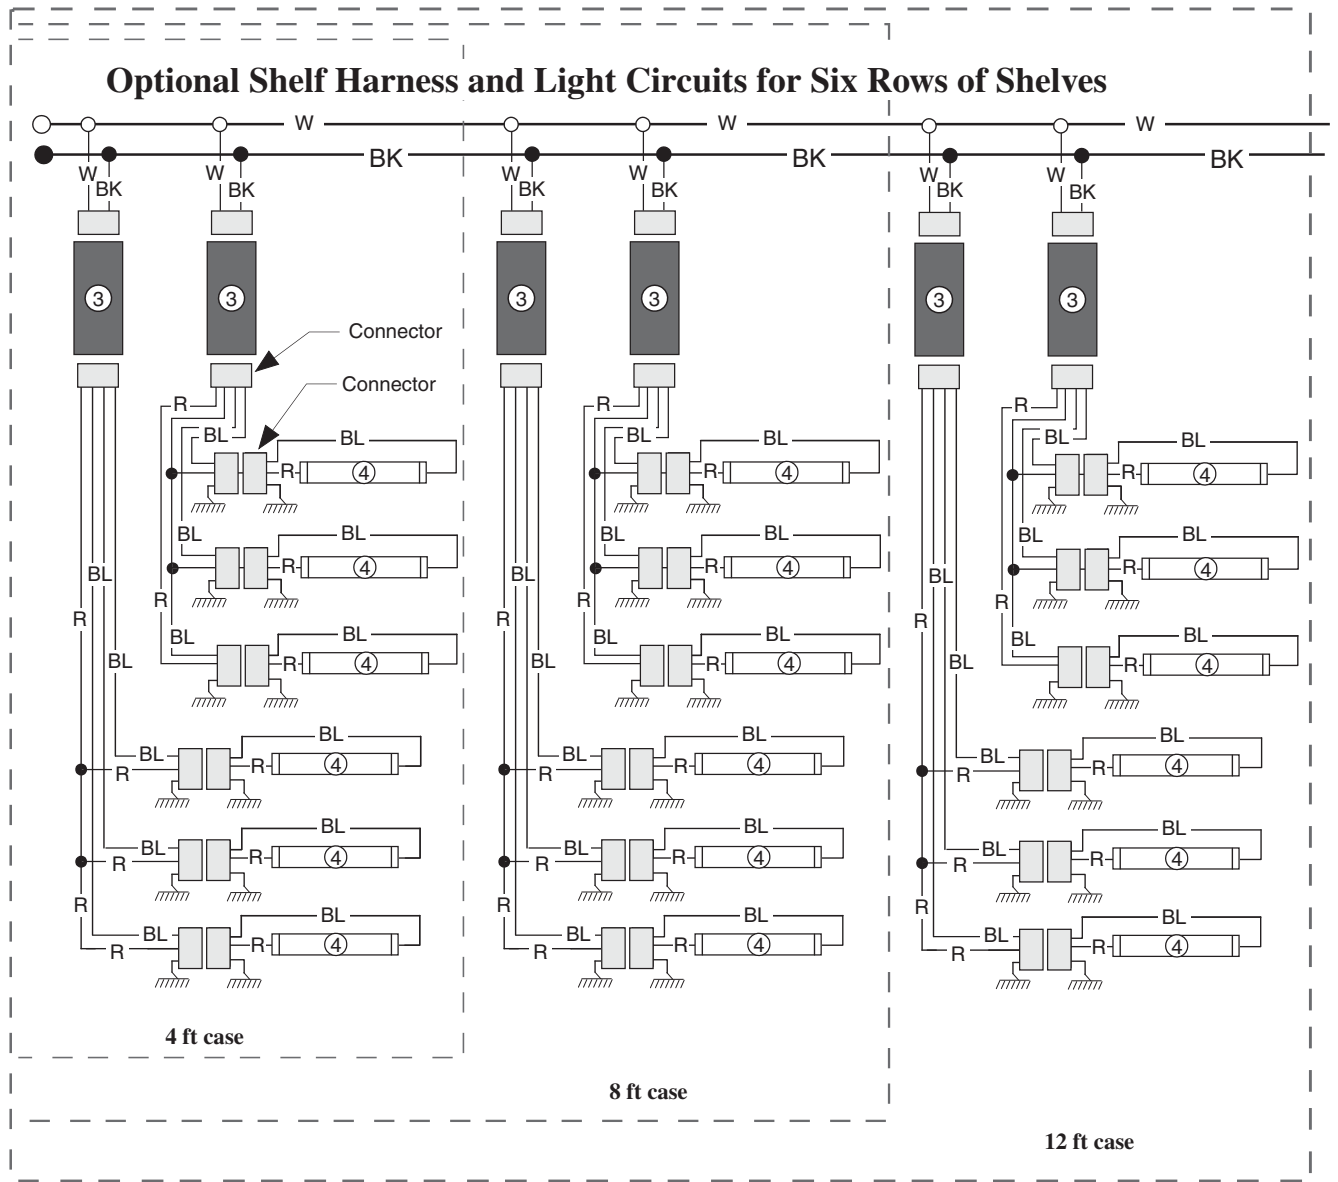 Optional Shelf Harness and Light Circuits for Six Rows of Shelves
W W W
BK BK BK
W W W W W W
BK BK BK BK BK BK
3 3 3 3 3 3
Connector
Connector
R R R
BL BL BL BL BL BL
R 4 R 4 R 4
BL BL BL BL BL BL
R 4 R 4 R 4
BL BL BL
R R R R R R
BL BL BL BL BL BL
BL R 4 BL R 4 BL R 4
BL BL BL
BL R 4 BL R 4 BL R 4
R R R
BL BL BL
BL R 4 BL R 4 BL R 4
R R R
R R R
BL BL BL
BL R 4 BL R 4 BL R 4
R R R
4 ft case
8 ft case
12 ft case